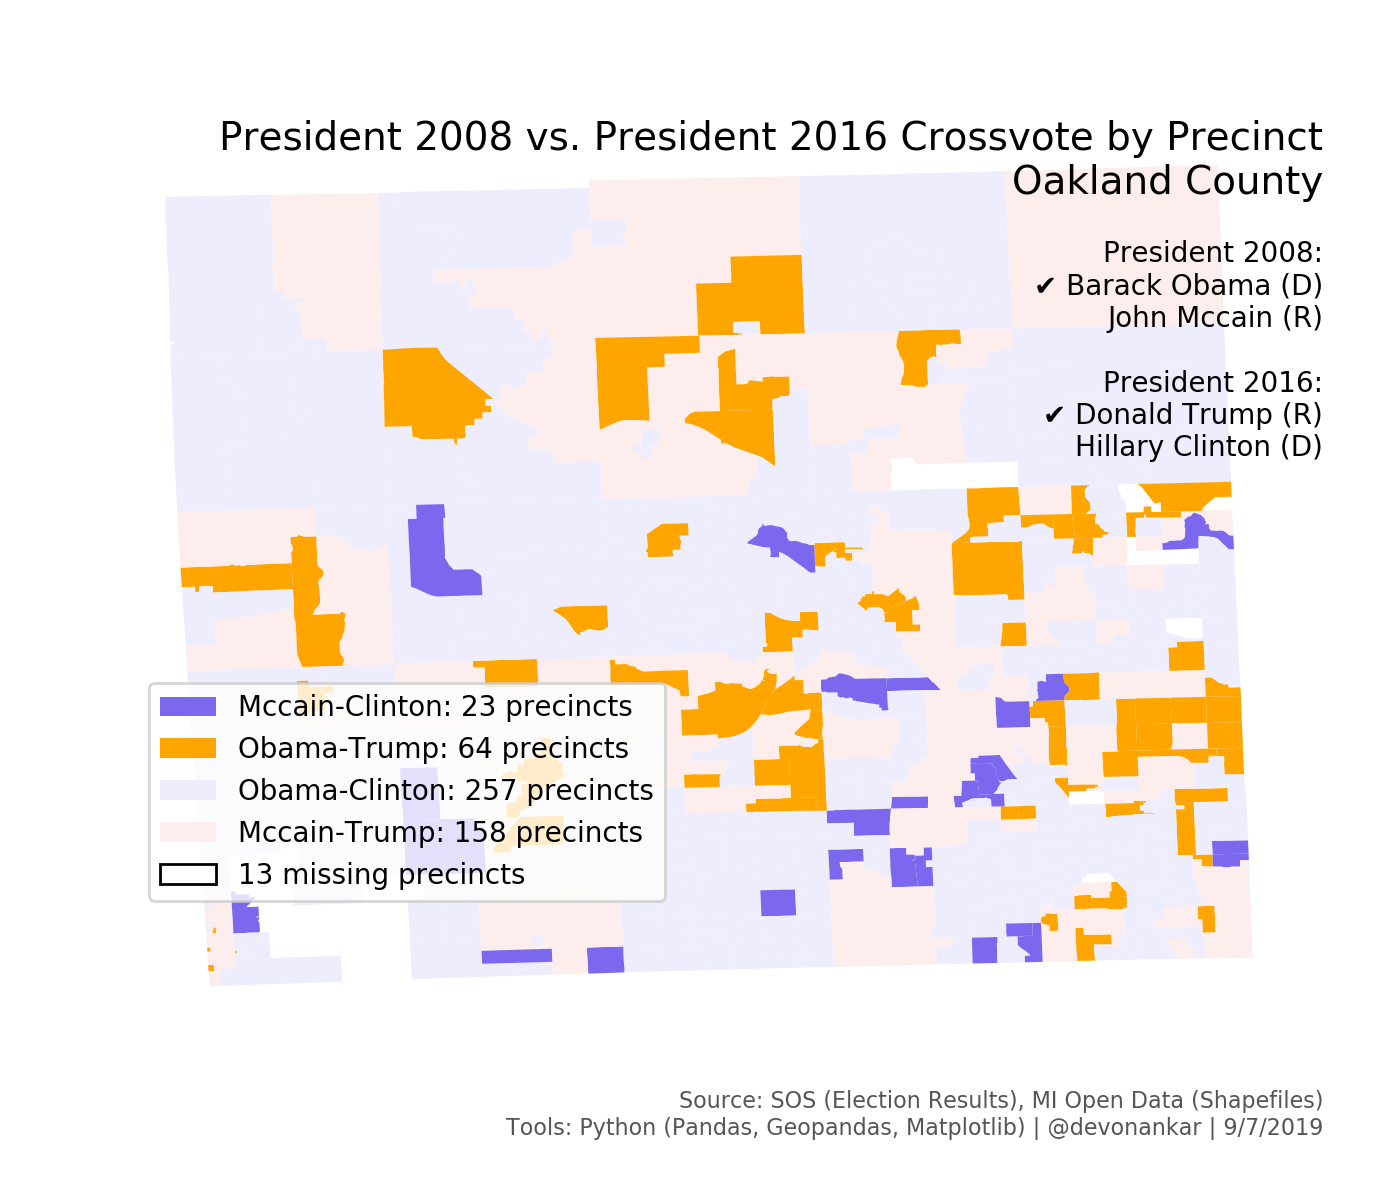 President 2008 vs. President 2016 Crossvote by Precinct
Oakland County
President 2008:
✔ Barack Obama (D)
John Mccain (R)
President 2016:
✔ Donald Trump (R)
Hillary Clinton (D)
Mccain-Clinton: 23 precincts
Obama-Trump: 64 precincts
Obama-Clinton: 257 precincts
Mccain-Trump: 158 precincts
13 missing precincts
Source: SOS (Election Results), MI Open Data (Shapefiles)
Tools: Python (Pandas, Geopandas, Matplotlib) | @devonankar | 9/7/2019